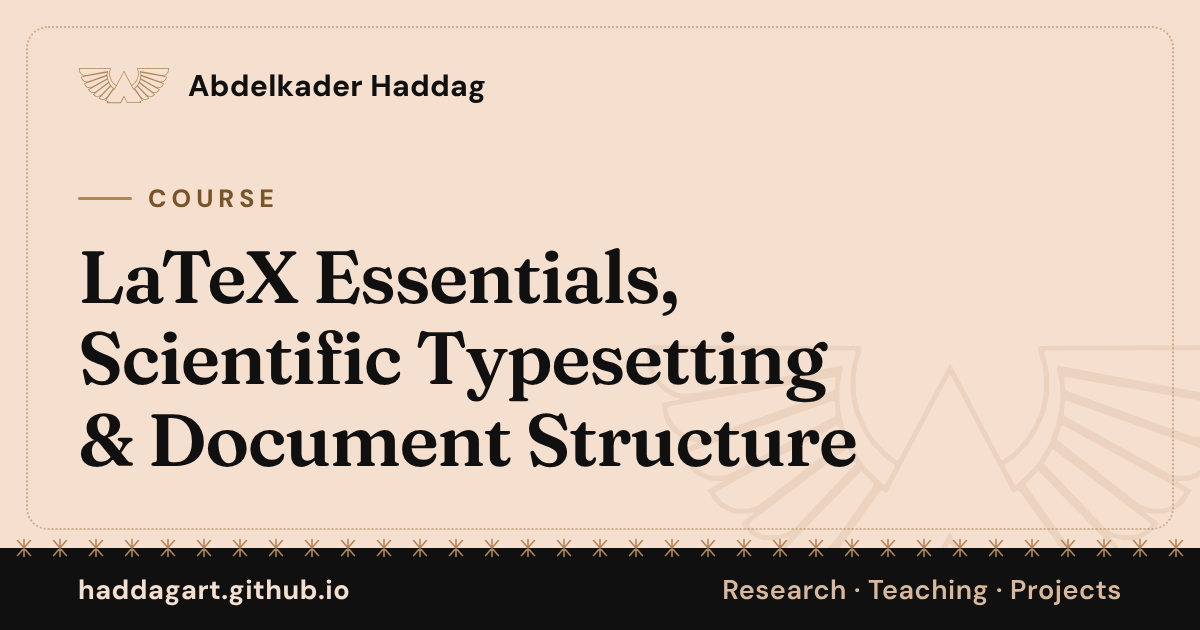 Abdelkader Haddag
COURSE
LaTeX Essentials,
Scientific Typesetting
& Document Structure
haddagart.github.io
Research · Teaching · Projects